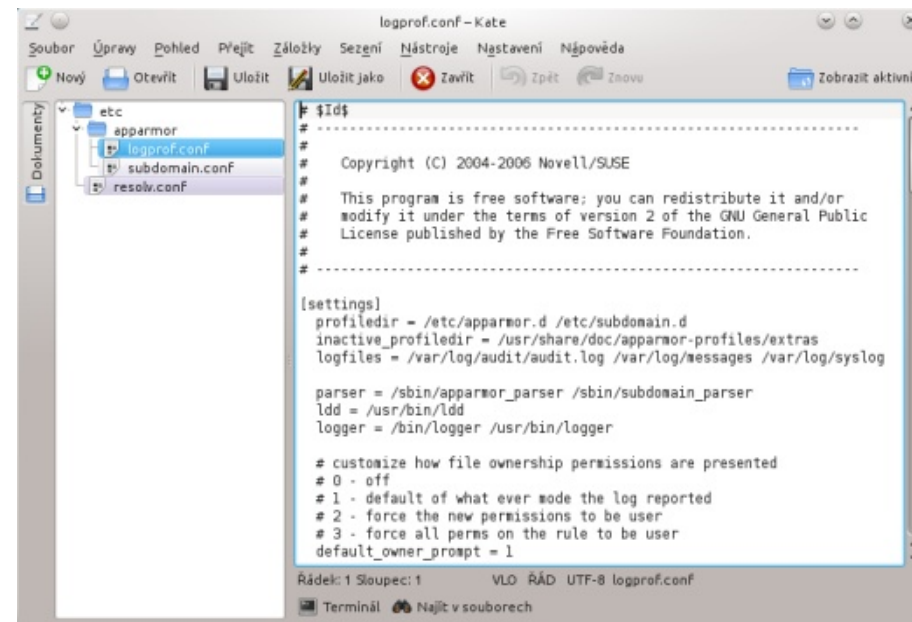 logprof.conf – Kate
Soubor Úpravy Pohled Přejít Záložky Sezení Nástroje Nastavení Nápověda
Nový Otevřít Uložit Uložit jako Zavřít Zpět Znovu Zobrazit aktivní
Dokumenty
etc
apparmor
logprof.conf
subdomain.conf
resolv.conf
# $Id$
# ----------------------------------------------------------------
#
#    Copyright (C) 2004-2006 Novell/SUSE
#
#    This program is free software; you can redistribute it and/or
#    modify it under the terms of version 2 of the GNU General Public
#    License published by the Free Software Foundation.
#
# ----------------------------------------------------------------
[settings]
profiledir = /etc/apparmor.d /etc/subdomain.d
inactive_profiledir = /usr/share/doc/apparmor-profiles/extras
logfiles = /var/log/audit/audit.log /var/log/messages /var/log/syslog
parser = /sbin/apparmor_parser /sbin/subdomain_parser
ldd = /usr/bin/ldd
logger = /bin/logger /usr/bin/logger
# customize how file ownership permissions are presented
# 0 - off
# 1 - default of what ever mode the log reported
# 2 - force the new permissions to be user
# 3 - force all perms on the rule to be user
default_owner_prompt = 1
Řádek: 1 Sloupec: 1 VLO ŘÁD UTF-8 logprof.conf
Terminál Najít v souborech